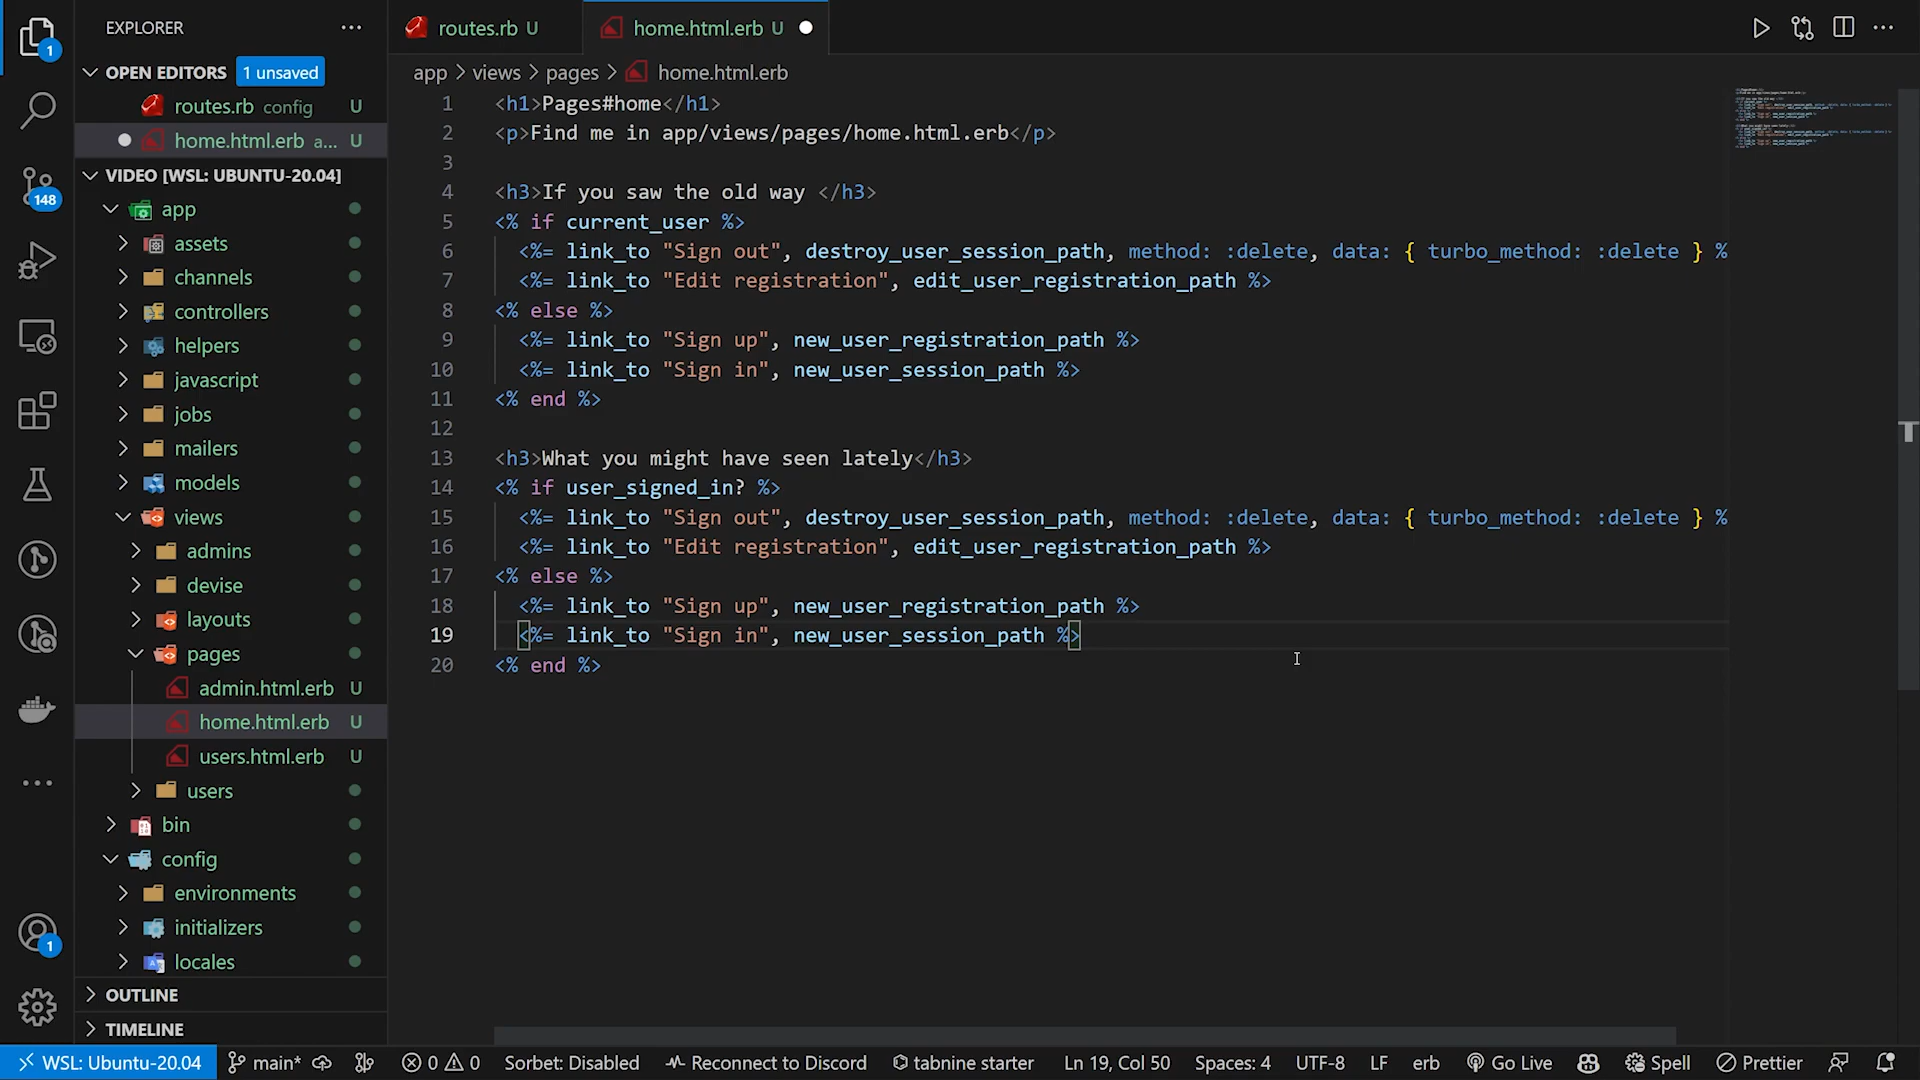 EXPLORER
OPEN EDITORS 1 unsaved
routes.rb config U
home.html.erb a... U
VIDEO [WSL: UBUNTU-20.04]
app
assets
channels
controllers
helpers
javascript
jobs
mailers
models
views
admins
devise
layouts
pages
admin.html.erb U
home.html.erb U
users.html.erb U
users
bin
config
environments
initializers
locales
OUTLINE
TIMELINE
1
148
1
routes.rb U
home.html.erb U
app > views > pages > home.html.erb
1 <h1>Pages#home</h1>
2 <p>Find me in app/views/pages/home.html.erb</p>
3
4 <h3>If you saw the old way </h3>
5 <% if current_user %>
6 <%= link_to "Sign out", destroy_user_session_path, method: :delete, data: { turbo_method: :delete } %
7 <%= link_to "Edit registration", edit_user_registration_path %>
8 <% else %>
9 <%= link_to "Sign up", new_user_registration_path %>
10 <%= link_to "Sign in", new_user_session_path %>
11 <% end %>
12
13 <h3>What you might have seen lately</h3>
14 <% if user_signed_in? %>
15 <%= link_to "Sign out", destroy_user_session_path, method: :delete, data: { turbo_method: :delete } %
16 <%= link_to "Edit registration", edit_user_registration_path %>
17 <% else %>
18 <%= link_to "Sign up", new_user_registration_path %>
19 <%= link_to "Sign in", new_user_session_path %>
20 <% end %>
WSL: Ubuntu-20.04 main* 0 0 Sorbet: Disabled Reconnect to Discord tabnine starter Ln 19, Col 50 Spaces: 4 UTF-8 LF erb Go Live Spell Prettier